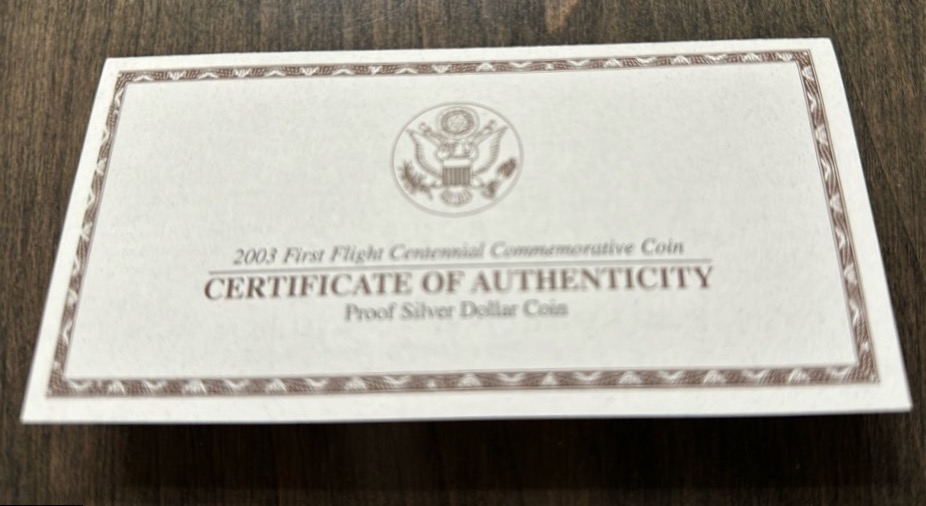 2003 First Flight Centennial Commemorative Coin
CERTIFICATE OF AUTHENTICITY
Proof Silver Dollar Coin